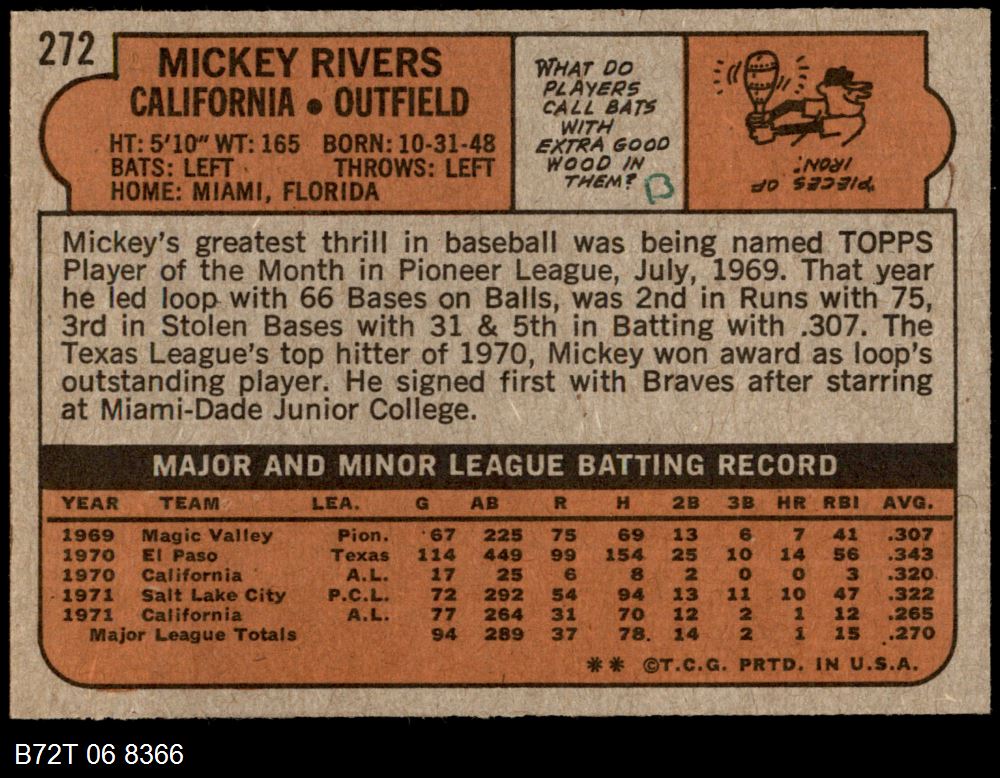 272
MICKEY RIVERS
CALIFORNIA • OUTFIELD
HT: 5'10" WT: 165 BORN: 10-31-48
BATS: LEFT THROWS: LEFT
HOME: MIAMI, FLORIDA
WHAT DO
PLAYERS
CALL BATS
WITH
EXTRA GOOD
WOOD IN
THEM?
B
"PIECES OF
IRON."
Mickey's greatest thrill in baseball was being named TOPPS
Player of the Month in Pioneer League, July, 1969. That year
he led loop with 66 Bases on Balls, was 2nd in Runs with 75,
3rd in Stolen Bases with 31 & 5th in Batting with .307. The
Texas League's top hitter of 1970, Mickey won award as loop's
outstanding player. He signed first with Braves after starring
at Miami-Dade Junior College.
MAJOR AND MINOR LEAGUE BATTING RECORD
YEAR TEAM LEA. G AB R H 2B 3B HR RBI AVG.
1969 Magic Valley Pion. 67 225 75 69 13 6 7 41 .307
1970 El Paso Texas 114 449 99 154 25 10 14 56 .343
1970 California A.L. 17 25 6 8 2 0 0 3 .320
1971 Salt Lake City P.C.L. 72 292 54 94 13 11 10 47 .322
1971 California A.L. 77 264 31 70 12 2 1 12 .265
Major League Totals 94 289 37 78 14 2 1 15 .270
** ©T.C.G. PRTD. IN U.S.A.
B72T 06 8366